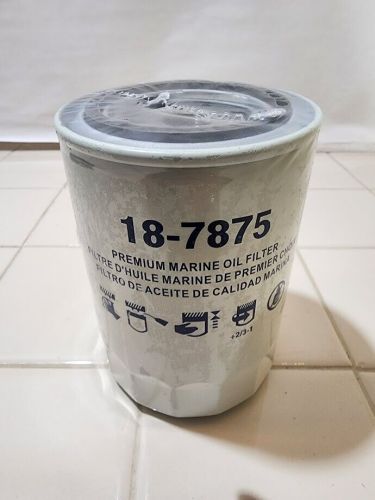 18-7875
PREMIUM MARINE OIL FILTER
FILTRE D'HUILE MARINE DE PREMIER
FILTRO DE ACEITE DE CALIDAD MARINA
+2/3-1